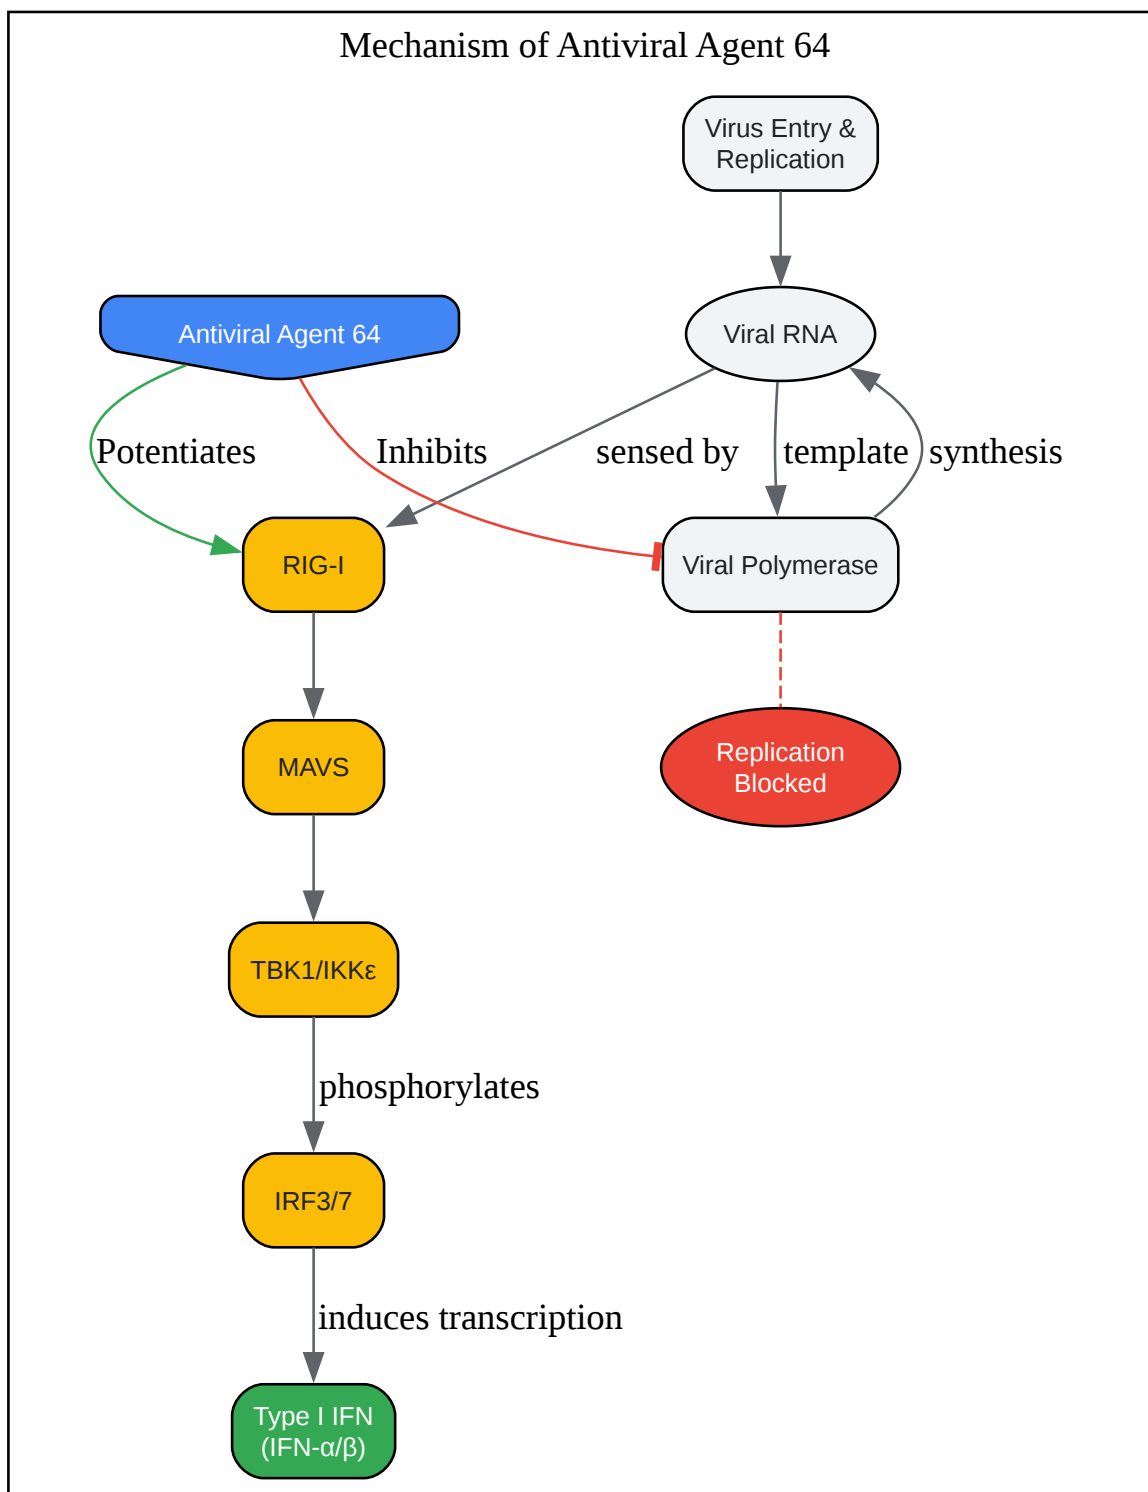 Mechanism of Antiviral Agent 64
Virus Entry &
Replication
Antiviral Agent 64
Viral RNA
Potentiates
Inhibits
sensed by
template
synthesis
RIG-I
Viral Polymerase
MAVS
Replication
Blocked
TBK1/IKKε
phosphorylates
IRF3/7
induces transcription
Type I IFN
(IFN-α/β)